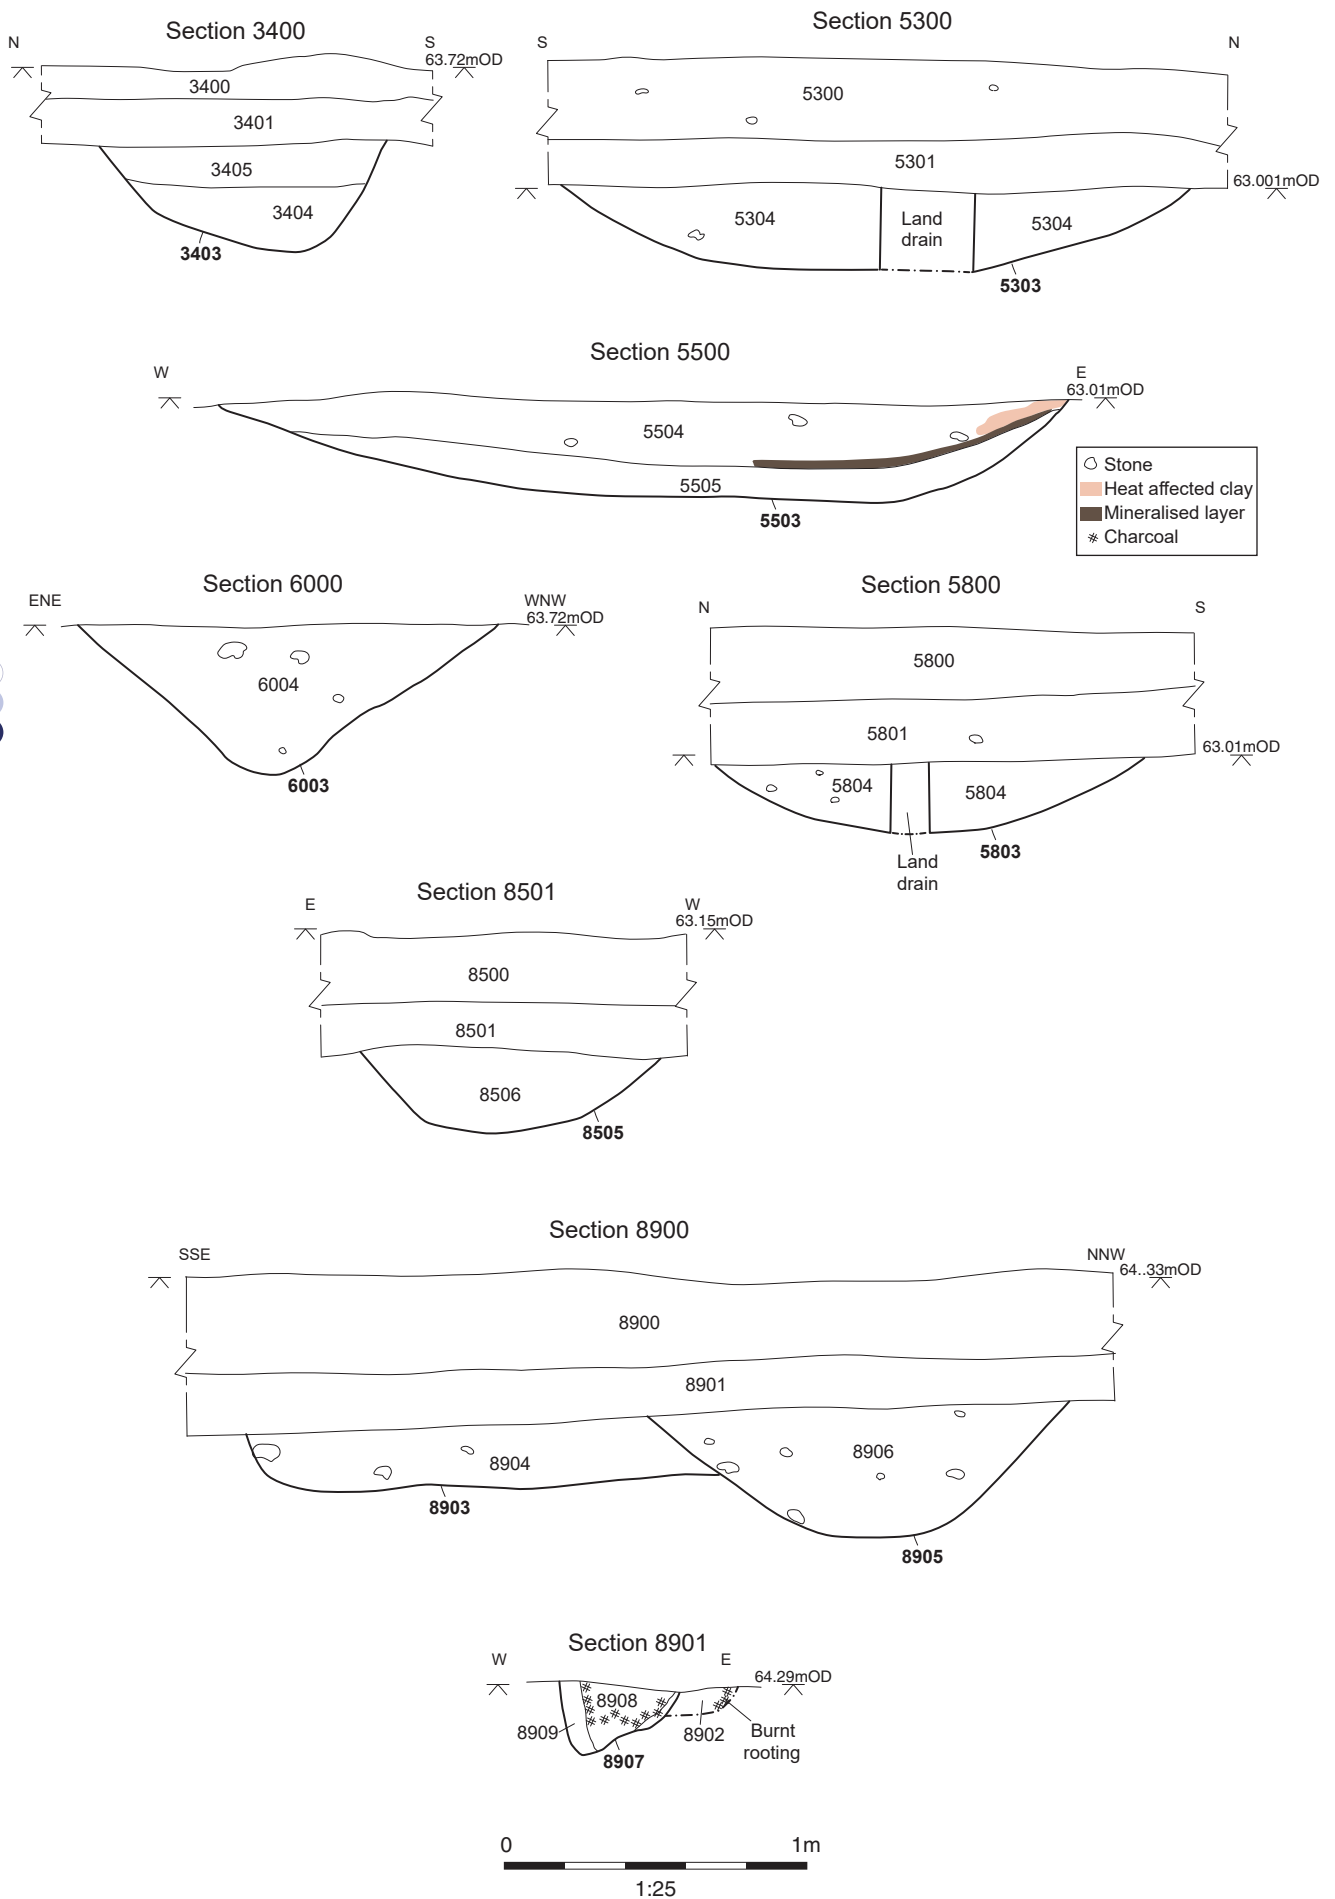 Section 3400
N
S
63.72mOD
3400
3401
3405
3404
3403
Section 5300
S
N
5300
5301
63.001mOD
5304
Land
drain
5304
5303
Section 5500
W
E
63.01mOD
5504
5505
5503
Stone
Heat affected clay
Mineralised layer
Charcoal
Section 6000
ENE
WNW
63.72mOD
6004
6003
Section 5800
N
S
5800
5801
63.01mOD
5804
5804
5803
Land
drain
Section 8501
E
W
63.15mOD
8500
8501
8506
8505
Section 8900
SSE
NNW
64..33mOD
8900
8901
8906
8904
8903
8905
Section 8901
W
E
64.29mOD
8908
8909
8902
Burnt
rooting
8907
0
1m
1:25